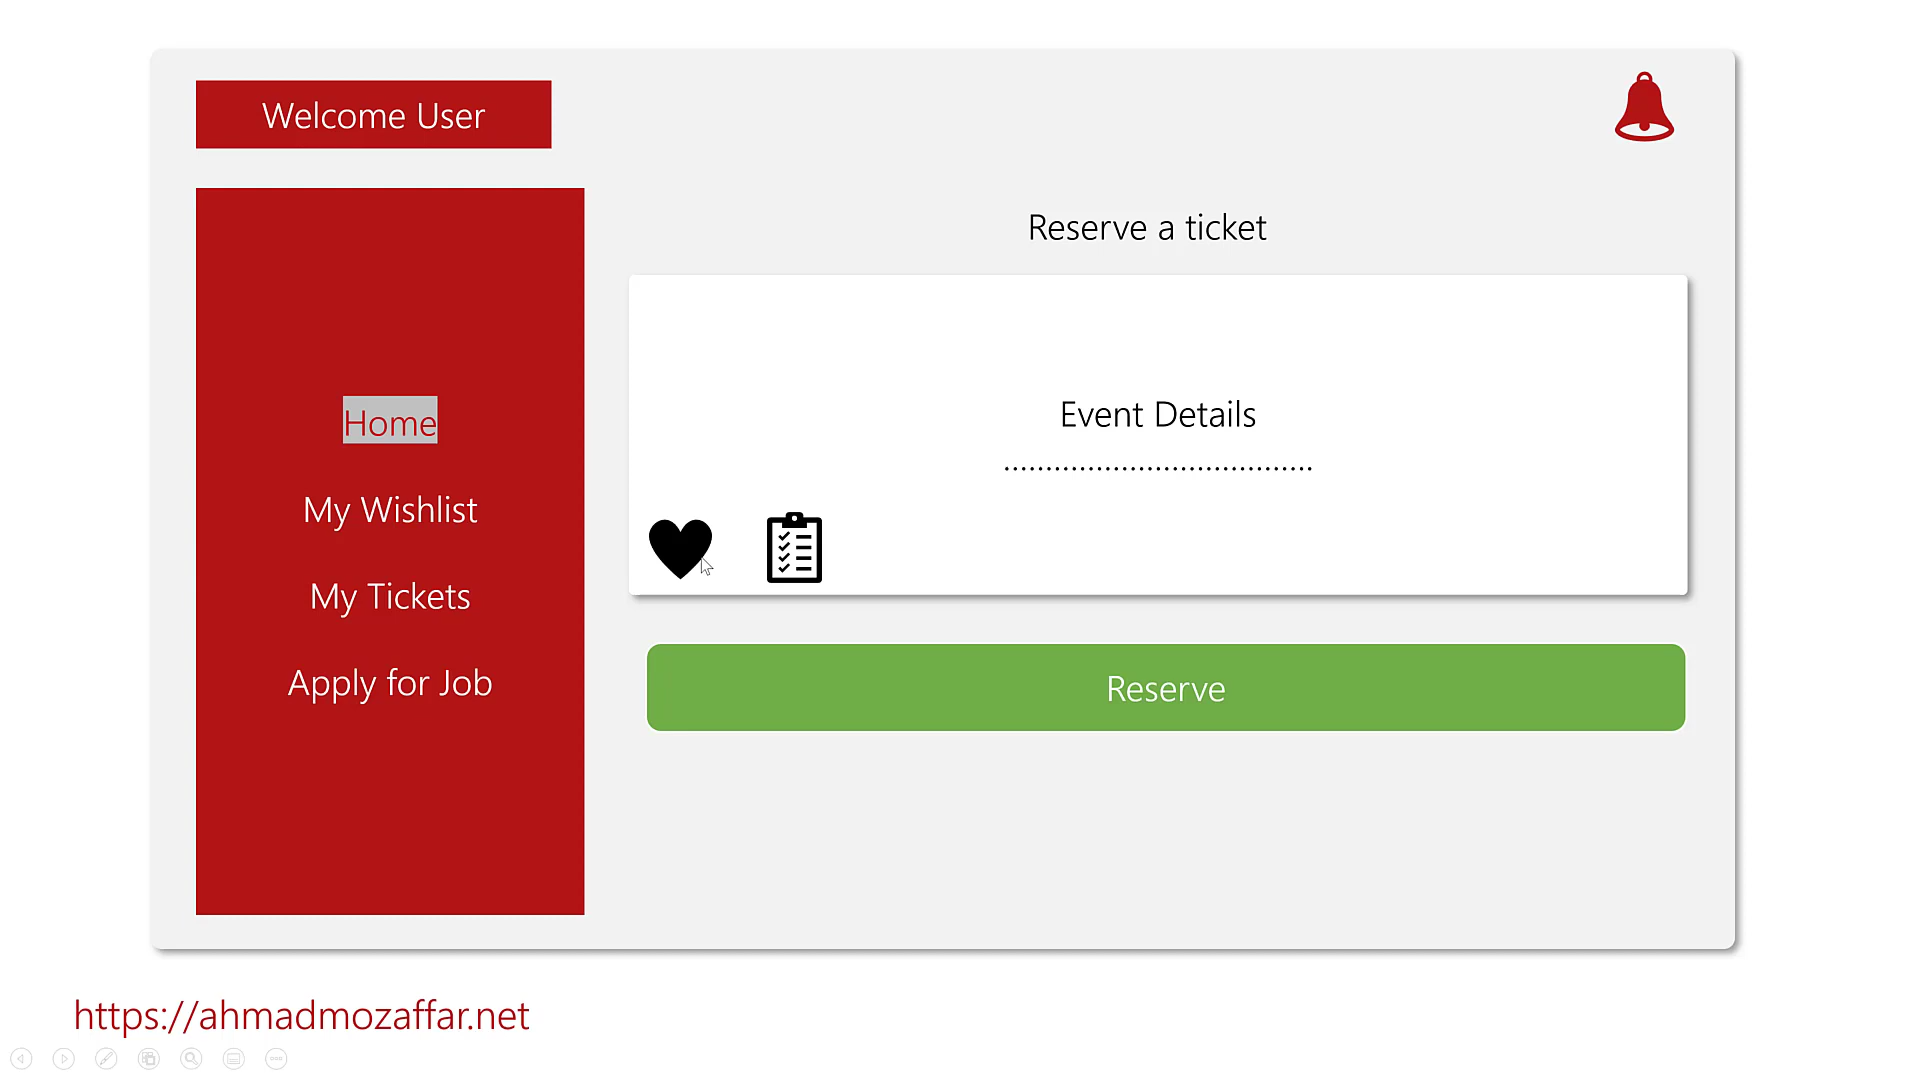 Welcome User
Reserve a ticket
Home
My Wishlist
My Tickets
Apply for Job
Event Details
.....................................
Reserve
https://ahmadmozaffar.net